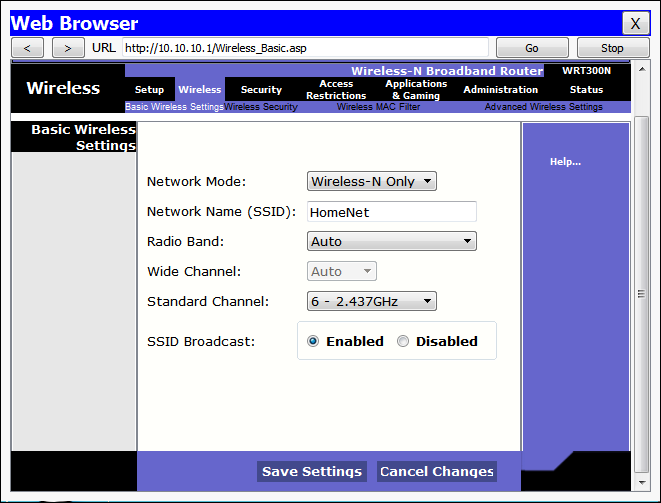 Web Browser X
< > URL http://10.10.10.1/Wireless_Basic.asp Go Stop
Wireless-N Broadband Router WRT300N
Wireless Setup Wireless Security Access Restrictions Applications & Gaming Administration Status
Basic Wireless Settings Wireless Security Wireless MAC Filter Advanced Wireless Settings
Basic Wireless
Settings
Help...
Network Mode: Wireless-N Only
Network Name (SSID): HomeNet
Radio Band: Auto
Wide Channel: Auto
Standard Channel: 6 - 2.437GHz
SSID Broadcast: Enabled Disabled
Save Settings Cancel Changes